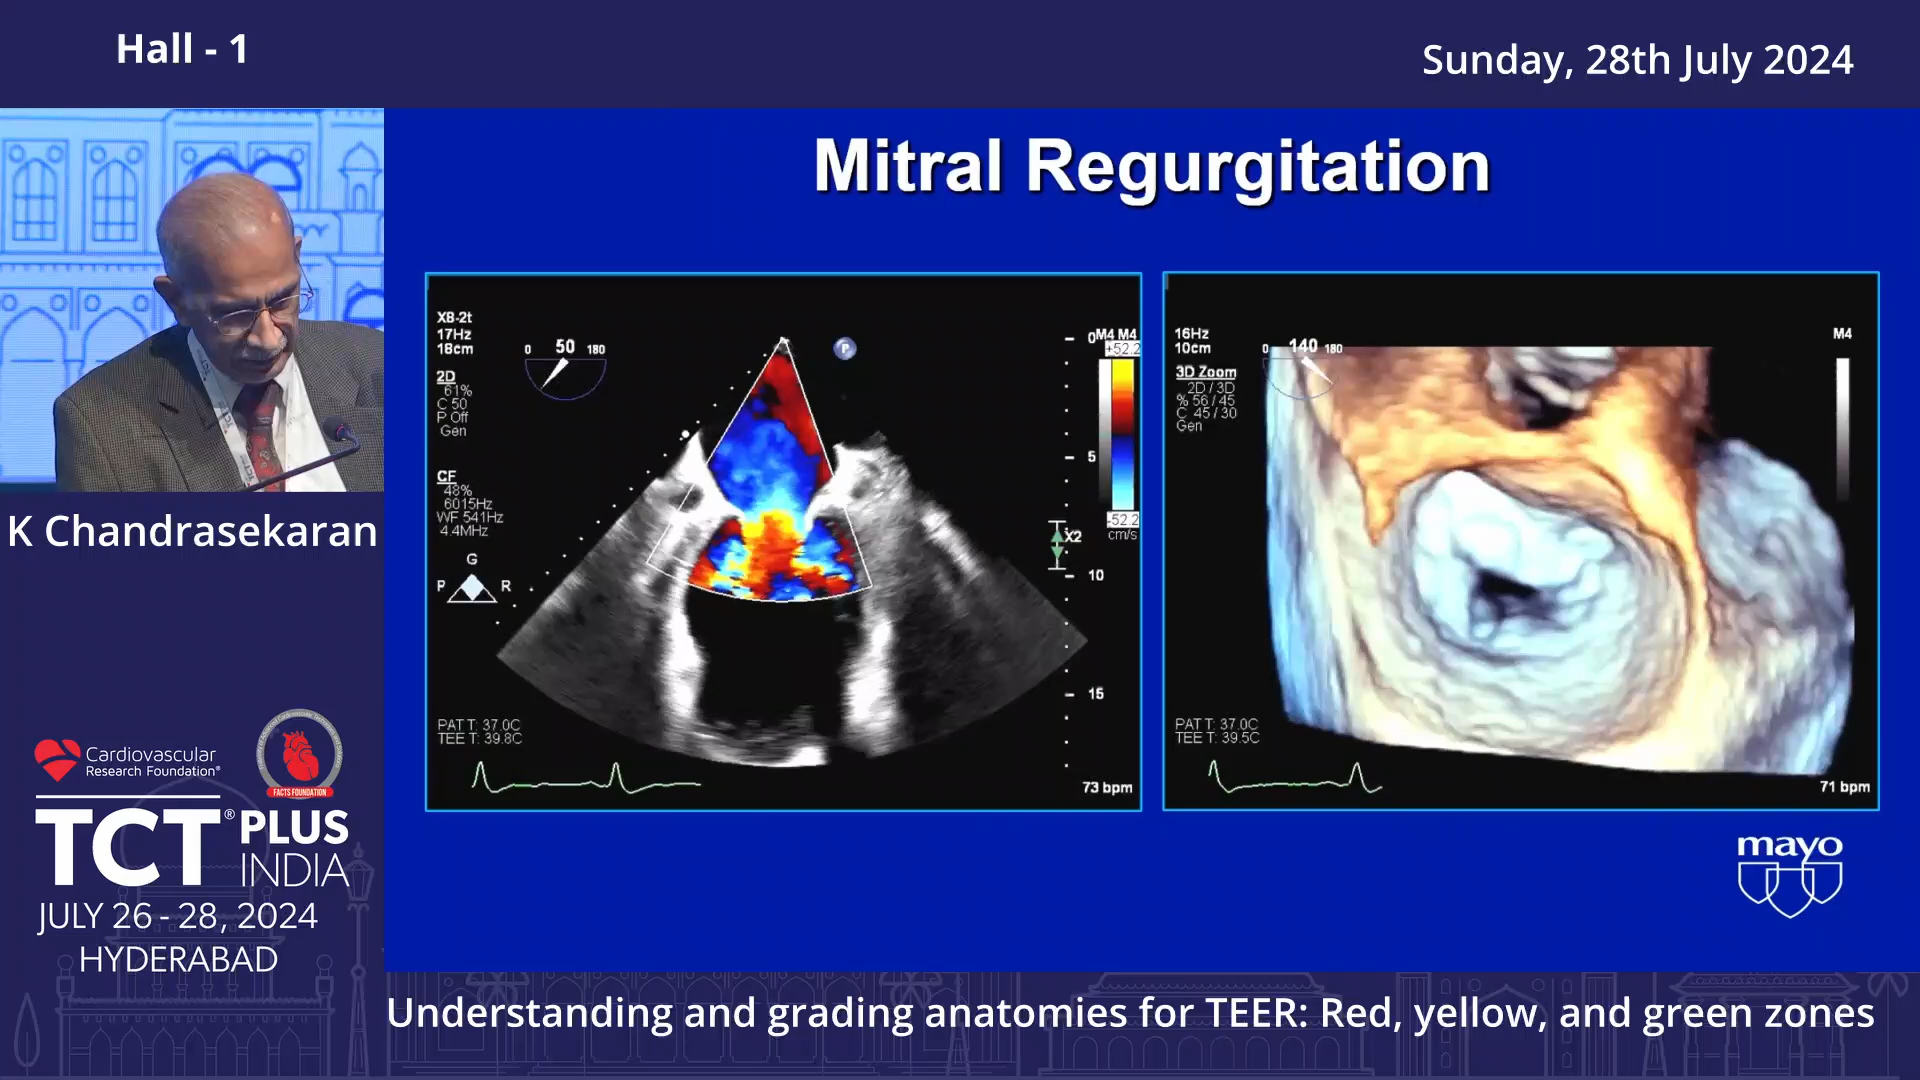 Hall - 1
Sunday, 28th July 2024
Mitral Regurgitation
X8-2t
17Hz
18cm
0 50 180
2D
61%
C 50
P Off
Gen
CF
48%
6015Hz
WF 541Hz
4.4MHz
G
P R
P
0
5
10
15
M4 M4
+52.2
-52.2
cm/s
X2
PAT T: 37.0C
TEE T: 39.8C
73 bpm
16Hz
10cm
0 140 180
3D Zoom
2D / 3D
% 56 / 45
C 45 / 30
Gen
M4
PAT T: 37.0C
TEE T: 39.5C
71 bpm
mayo
K Chandrasekaran
Cardiovascular
Research Foundation®
FACTS FOUNDATION
TCT® PLUS
INDIA
JULY 26 - 28, 2024
HYDERABAD
Understanding and grading anatomies for TEER: Red, yellow, and green zones